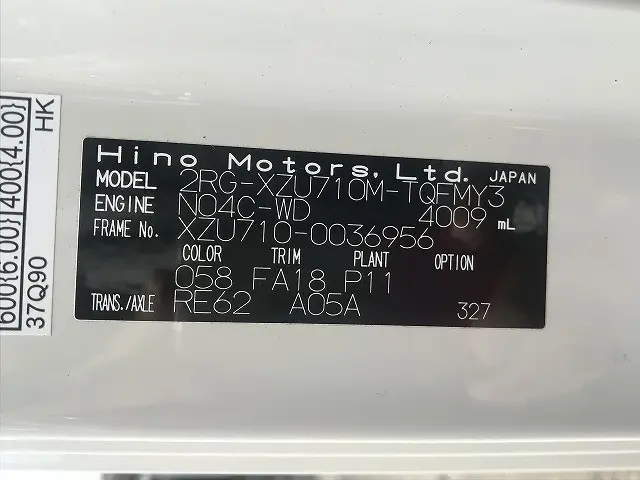 Hino Motors, Ltd. JAPAN
MODEL 2RG-XZU710M-TQFMY3
ENGINE N04C-WD 4009 mL
FRAME No. XZU710-0036956
COLOR TRIM PLANT OPTION
058 FA18 P11
TRANS./AXLE RE62 A05A 327
600{6.00} 400{4.00}
37Q90 HK